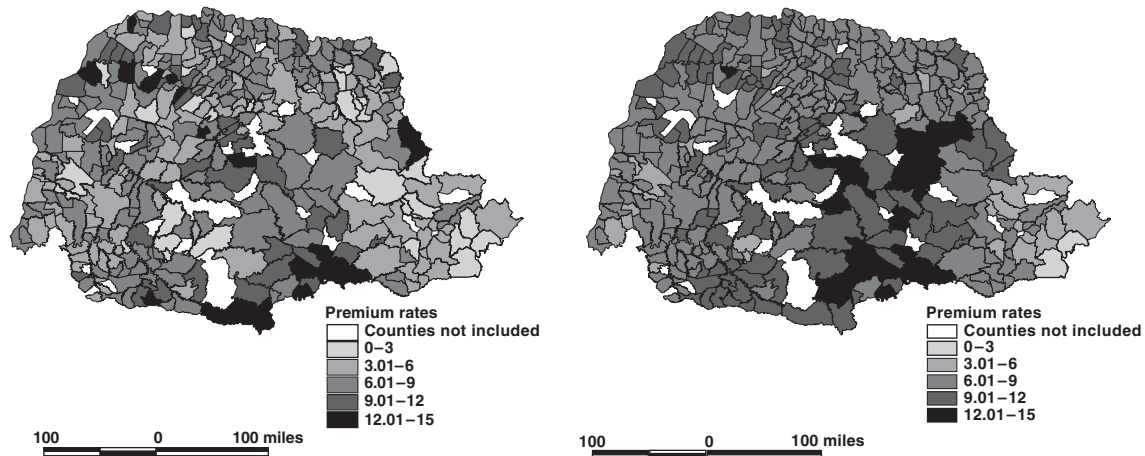 Premium rates
Counties not included
0–3
3.01–6
6.01–9
9.01–12
12.01–15
100 0 100 miles
Premium rates
Counties not included
0–3
3.01–6
6.01–9
9.01–12
12.01–15
100 0 100 miles